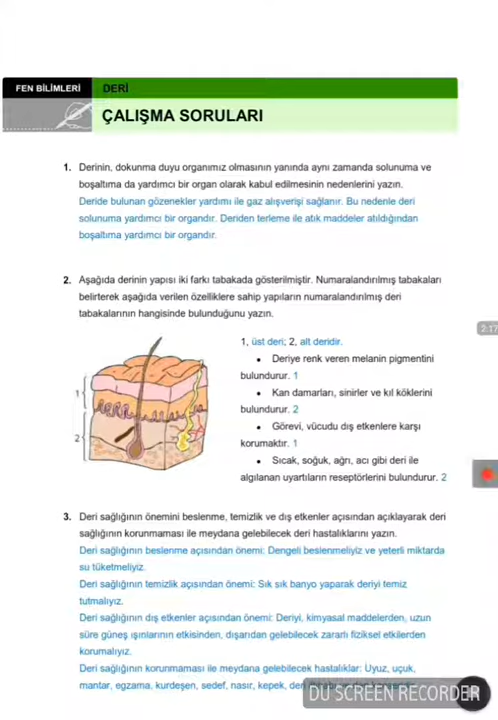 FEN BİLİMLERİ
DERİ
ÇALIŞMA SORULARI
1. Derinin, dokunma duyu organımız olmasının yanında aynı zamanda solunuma ve
boşaltıma da yardımcı bir organ olarak kabul edilmesinin nedenlerini yazın.
Deride bulunan gözenekler yardımı ile gaz alışverişi sağlanır. Bu nedenle deri
solunuma yardımcı bir organdır. Deriden terleme ile atık maddeler atıldığından
boşaltıma yardımcı bir organdır.
2. Aşağıda derinin yapısı iki farkı tabakada gösterilmiştir. Numaralandırılmış tabakaları
belirterek aşağıda verilen özelliklere sahip yapıların numaralandırılmış deri
tabakalarının hangisinde bulunduğunu yazın.
2:17
1, üst deri; 2, alt deridir.
• Deriye renk veren melanin pigmentini
bulundurur. 1
• Kan damarları, sinirler ve kıl köklerini
bulundurur. 2
• Görevi, vücudu dış etkenlere karşı
korumaktır. 1
• Sıcak, soğuk, ağrı, acı gibi deri ile
algılanan uyartıların reseptörlerini bulundurur. 2
1
2
3. Deri sağlığının önemini beslenme, temizlik ve dış etkenler açısından açıklayarak deri
sağlığının korunmaması ile meydana gelebilecek deri hastalıklarını yazın.
Deri sağlığının beslenme açısından önemi: Dengeli beslenmeliyiz ve yeterli miktarda
su tüketmeliyiz.
Deri sağlığının temizlik açısından önemi: Sık sık banyo yaparak deriyi temiz
tutmalıyız.
Deri sağlığının dış etkenler açısından önemi: Deriyi, kimyasal maddelerden, uzun
süre güneş ışınlarının etkisinden, dışarıdan gelebilecek zararlı fiziksel etkilerden
korumalıyız.
Deri sağlığının korunmaması ile meydana gelebilecek hastalıklar: Uyuz, uçuk,
mantar, egzama, kurdeşen, sedef, nasır, kepek, deri
DU SCREEN RECORDER